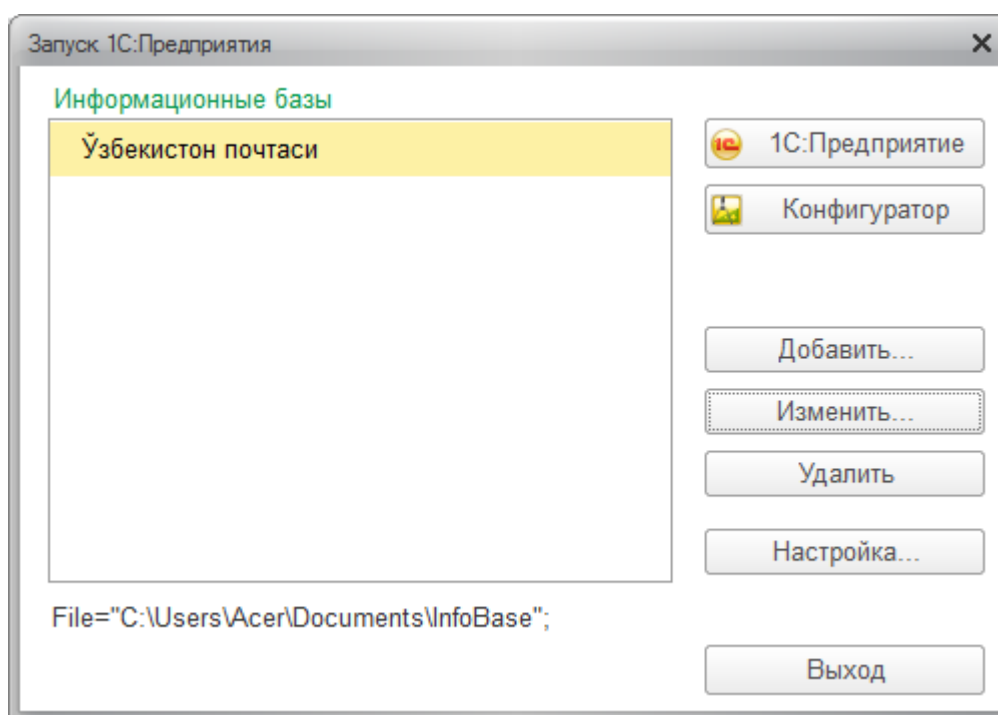 Запуск 1С:Предприятия
Информационные базы
Ўзбекистон почтаси
1С:Предприятие
Конфигуратор
Добавить...
Изменить...
Удалить
Настройка...
File="C:\Users\Acer\Documents\InfoBase";
Выход